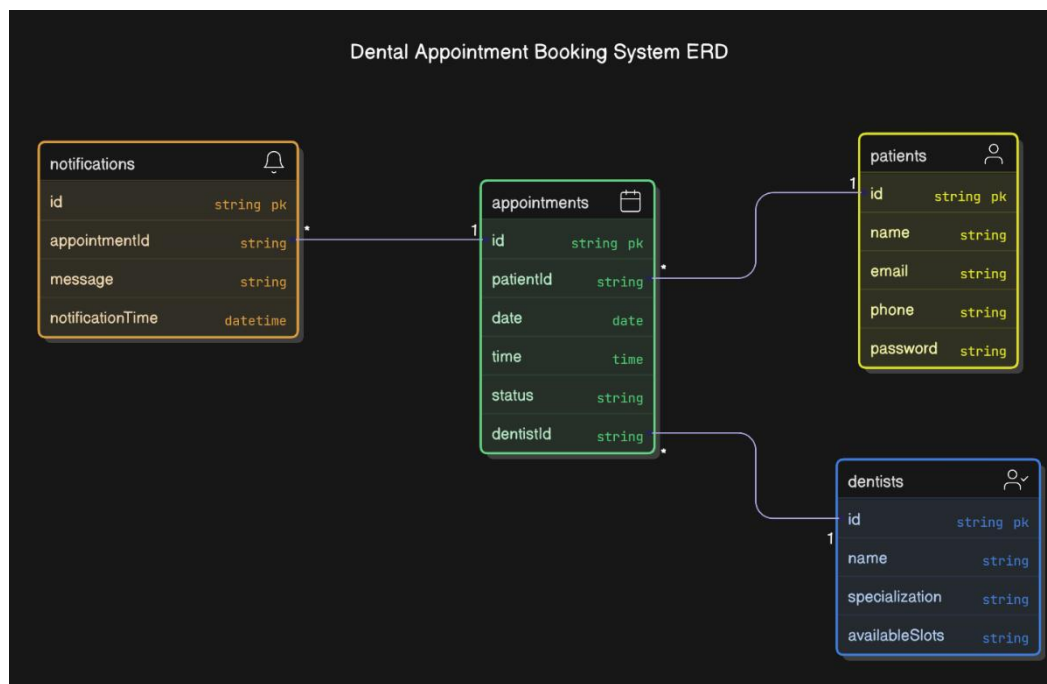 Dental Appointment Booking System ERD
notifications
id string pk
appointmentId string
message string
notificationTime datetime
*
1
appointments
id string pk
patientId string
date date
time time
status string
dentistId string
*
*
1
patients
id string pk
name string
email string
phone string
password string
1
dentists
id string pk
name string
specialization string
availableSlots string